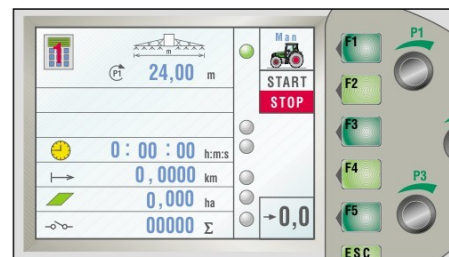 1
m
Man
P1 24,00 m
START
STOP
0 : 00 : 00 h:m:s
0,0000 km
0,000 ha
00000 Σ
→0,0
F1
F2
F3
F4
F5
ESC
P1
P3